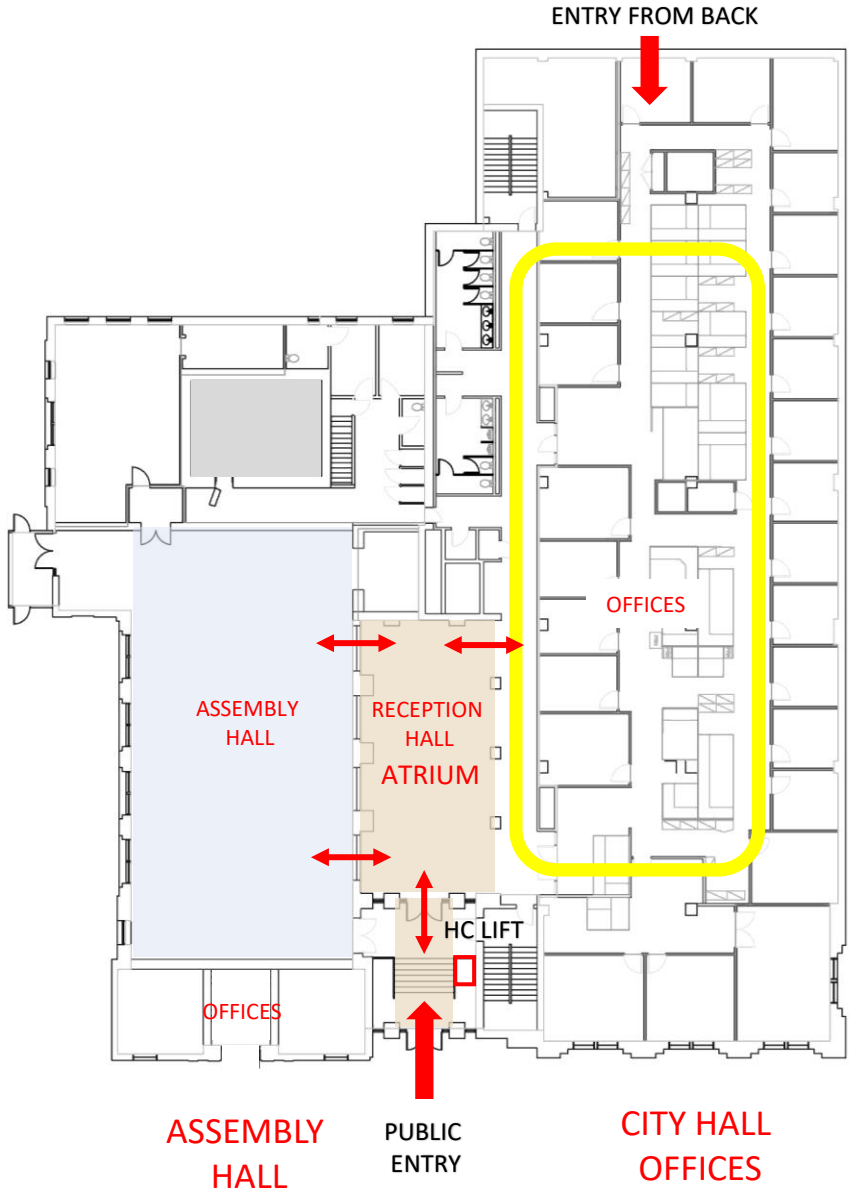 ENTRY FROM BACK
OFFICES
ASSEMBLY
HALL
RECEPTION
HALL
ATRIUM
HC LIFT
OFFICES
ASSEMBLY
HALL
PUBLIC
ENTRY
CITY HALL
OFFICES